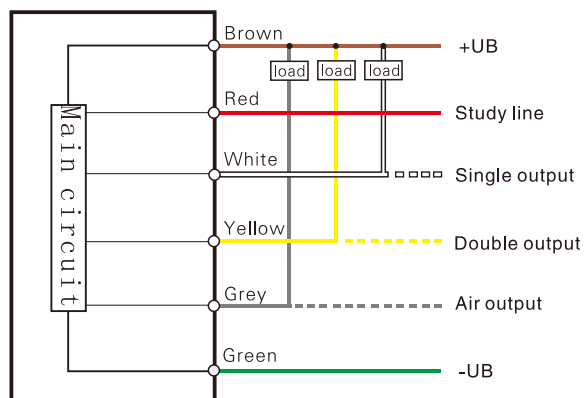 Brown
+UB
load load load
Red
Study line
White
Single output
Yellow
Double output
Grey
Air output
Green
-UB
Main circuit